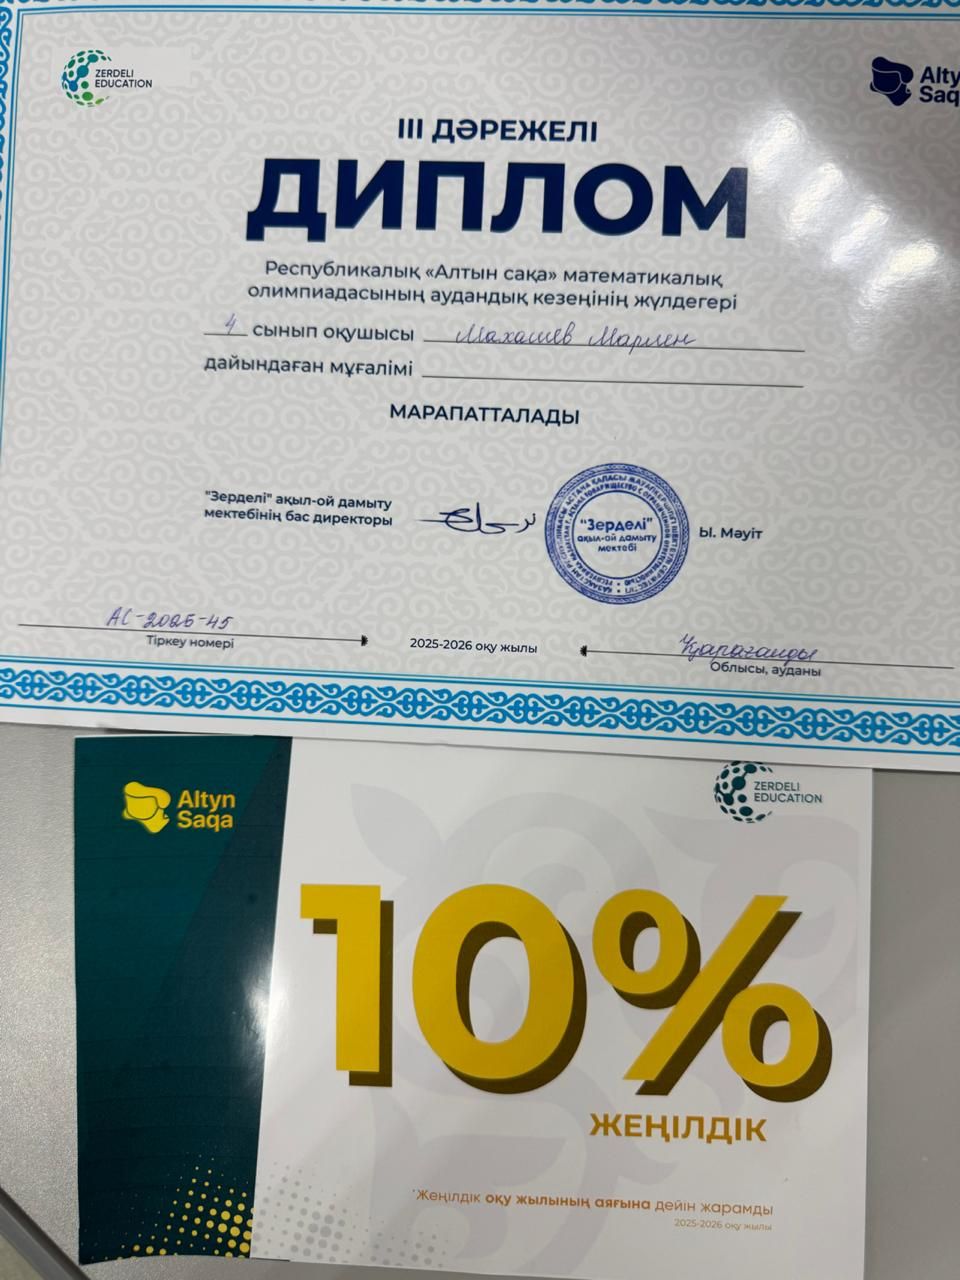 ZERDELI
EDUCATION
Alty
Saq
III ДӘРЕЖЕЛІ
ДИПЛОМ
Республикалық «Алтын сақа» математикалық
олимпиадасының аудандық кезеңінің жүлдегері
4 сынып оқушысы Махашев Марлен
дайындаған мұғалімі
МАРАПАТТАЛАДЫ
"Зерделі" ақыл-ой дамыту
мектебінің бас директоры
"Зерделі"
ақыл-ой дамыту
мектебі
Ы. Мәуіт
АС-2025-45
Тіркеу номері
2025-2026 оқу жылы
Қарағанды
Облысы, ауданы
Altyn
Saqa
ZERDELI
EDUCATION
10%
ЖЕҢІЛДІК
*Жеңілдік оқу жылының аяғына дейін жарамды
2025-2026 оқу жылы